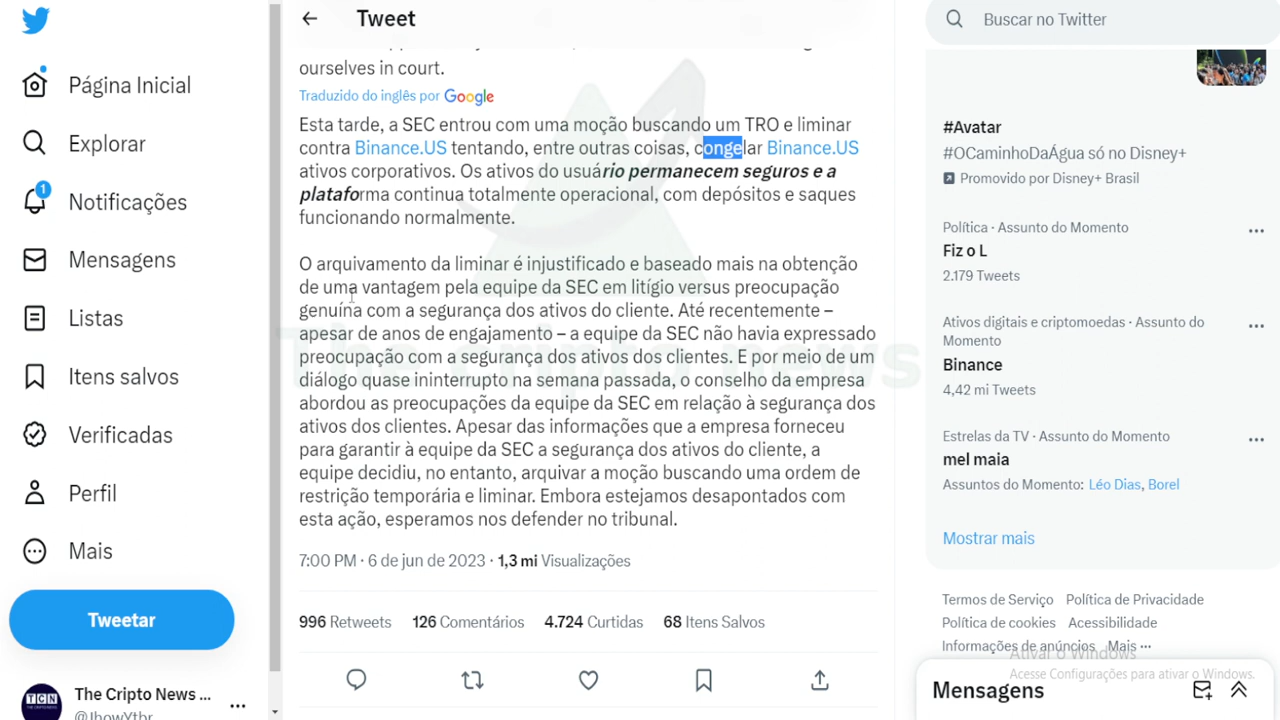 Página Inicial
Explorar
1
Notificações
Mensagens
Listas
Itens salvos
Verificadas
Perfil
Mais
Tweetar
TCN
The Cripto News ...
@JhowYtbr
Tweet
ourselves in court.
Traduzido do inglês por Google
Esta tarde, a SEC entrou com uma moção buscando um TRO e liminar
contra Binance.US tentando, entre outras coisas, congelar Binance.US
ativos corporativos. Os ativos do usuário permanecem seguros e a
plataforma continua totalmente operacional, com depósitos e saques
funcionando normalmente.
O arquivamento da liminar é injustificado e baseado mais na obtenção
de uma vantagem pela equipe da SEC em litígio versus preocupação
genuína com a segurança dos ativos do cliente. Até recentemente –
apesar de anos de engajamento – a equipe da SEC não havia expressado
preocupação com a segurança dos ativos dos clientes. E por meio de um
diálogo quase ininterrupto na semana passada, o conselho da empresa
abordou as preocupações da equipe da SEC em relação à segurança dos
ativos dos clientes. Apesar das informações que a empresa forneceu
para garantir à equipe da SEC a segurança dos ativos do cliente, a
equipe decidiu, no entanto, arquivar a moção buscando uma ordem de
restrição temporária e liminar. Embora estejamos desapontados com
esta ação, esperamos nos defender no tribunal.
The cripto news
7:00 PM · 6 de jun de 2023 · 1,3 mi Visualizações
996 Retweets 126 Comentários 4.724 Curtidas 68 Itens Salvos
Buscar no Twitter
#Avatar
#OCaminhoDaÁgua só no Disney+
Promovido por Disney+ Brasil
Política · Assunto do Momento
Fiz o L
2.179 Tweets
Ativos digitais e criptomoedas · Assunto do
Momento
Binance
4,42 mi Tweets
Estrelas da TV · Assunto do Momento
mel maia
Assuntos do Momento: Léo Dias, Borel
Mostrar mais
Termos de Serviço Política de Privacidade
Política de cookies Acessibilidade
Informações de anúncios Mais ···
Ativar o Windows
Acesse Configurações para ativar o Windows.
Mensagens